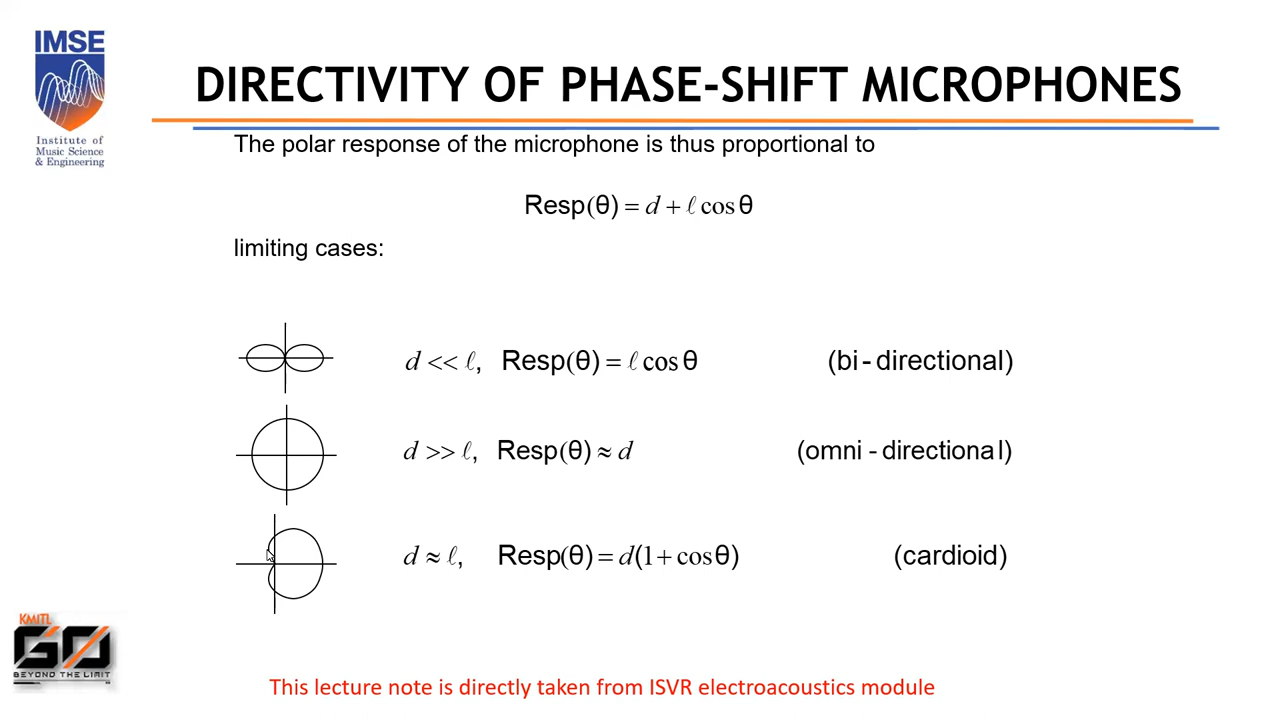 IMSE
Institute of
Music Science
& Engineering
DIRECTIVITY OF PHASE-SHIFT MICROPHONES
The polar response of the microphone is thus proportional to
Resp(θ) = d + ℓ cos θ
limiting cases:
d << ℓ, Resp(θ) = ℓ cos θ (bi - directional)
d >> ℓ, Resp(θ) ≈ d (omni - directional)
d ≈ ℓ, Resp(θ) = d(1 + cos θ) (cardioid)
KMITL
GO
BEYOND THE LIMIT
This lecture note is directly taken from ISVR electroacoustics module